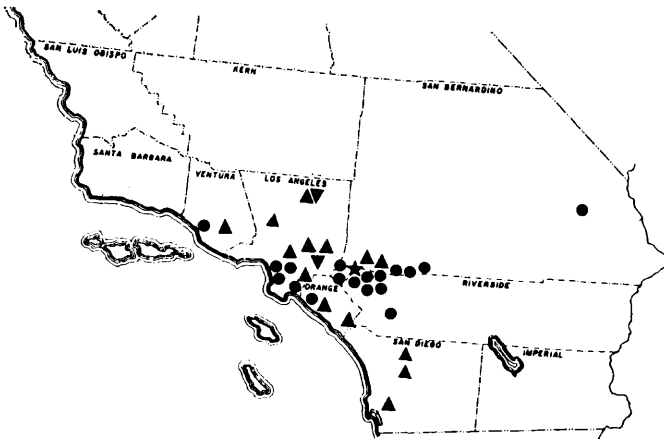 SAN LUIS OBISPO
KERN
SAN BERNARDINO
SANTA BARBARA
VENTURA
LOS ANGELES
ORANGE
RIVERSIDE
SAN DIEGO
IMPERIAL